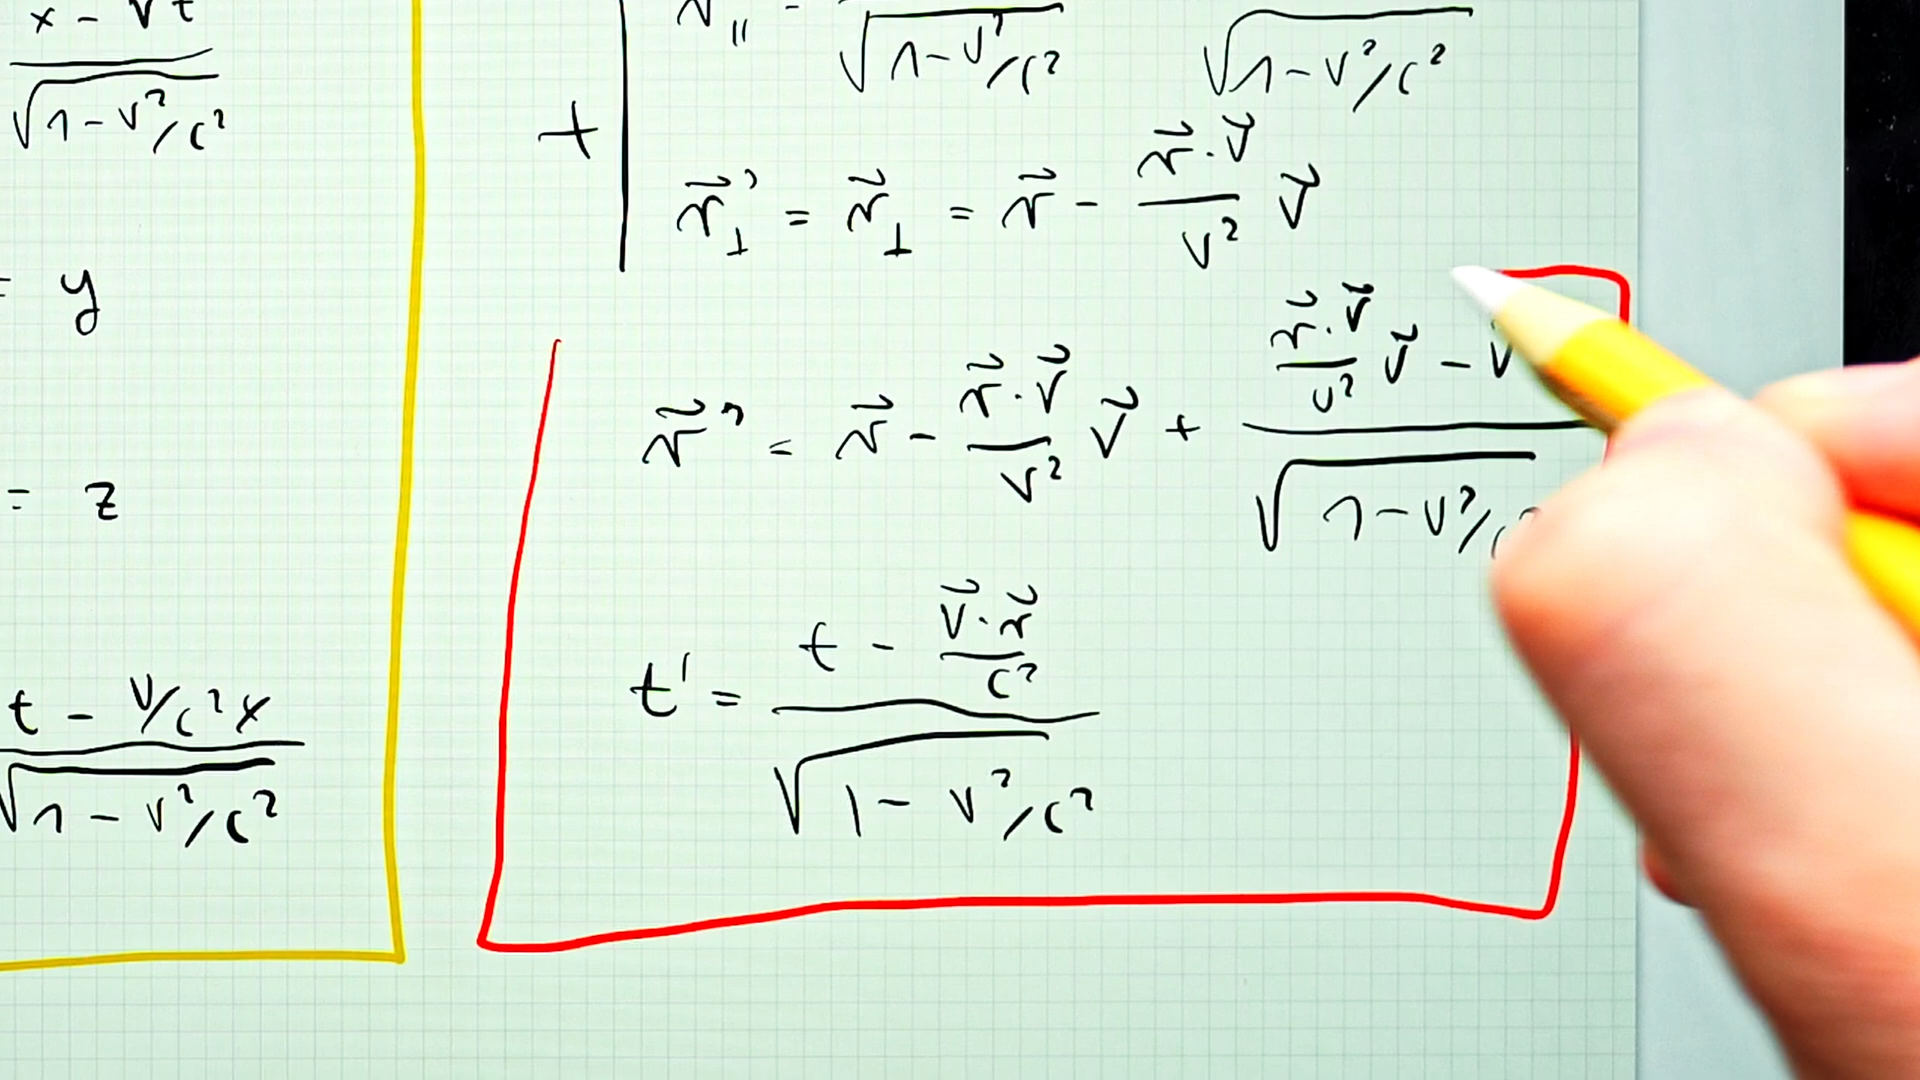 x - vt
√1-v²/c²
= y
= z
t - v/c² x
√1 - v²/c²
r⃗∥ =
√1-v²/c² √1-v²/c²
+
r⃗'⊥ = r⃗⊥ = r⃗ - r⃗·v⃗/v² v⃗
r⃗' = r⃗ - r⃗·v⃗/v² v⃗ + r⃗·v⃗/v² v⃗ - v⃗
√1-v²/c²
t' = t - v⃗·r⃗/c²
√1 - v²/c²